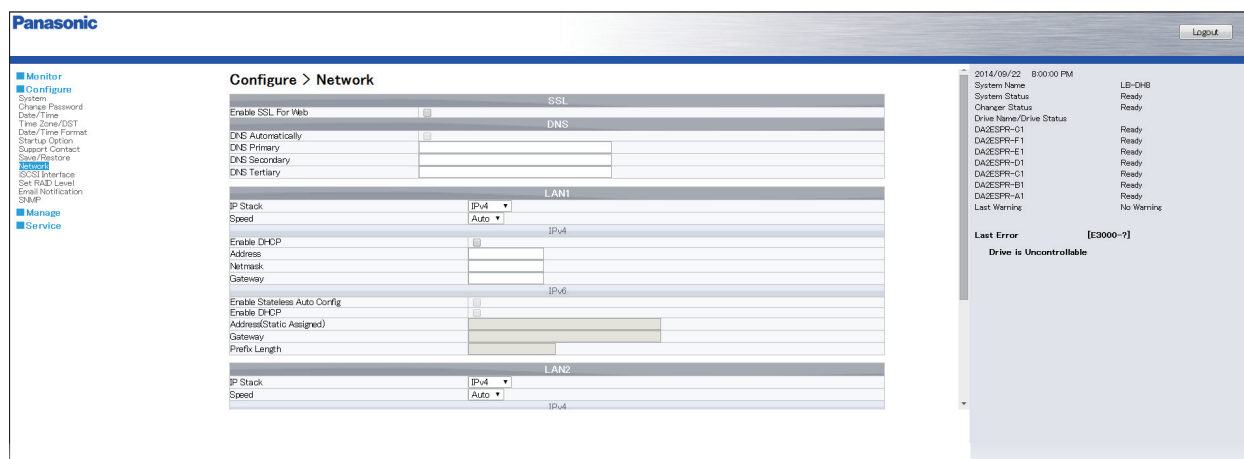 Panasonic
Logout
Monitor
Configure
System
Change Password
Date/Time
Time Zone/DST
Date/Time Format
Startup Option
Support Contact
Save/Restore
Network
iSCSI Interface
Set RAID Level
Email Notification
SNMP
Manage
Service
Configure > Network
SSL
Enable SSL For Web
DNS
DNS Automatically
DNS Primary
DNS Secondary
DNS Tertiary
LAN1
IP Stack IPv4
Speed Auto
IPv4
Enable DHCP
Address
Netmask
Gateway
IPv6
Enable Stateless Auto Config
Enable DHCP
Address(Static Assigned)
Gateway
Prefix Length
LAN2
IP Stack IPv4
Speed Auto
IPv4
2014/09/22 8:00:00 PM
System Name LB-DH8
System Status Ready
Changer Status Ready
Drive Name/Drive Status
DA2ESPR-G1 Ready
DA2ESPR-F1 Ready
DA2ESPR-E1 Ready
DA2ESPR-D1 Ready
DA2ESPR-C1 Ready
DA2ESPR-B1 Ready
DA2ESPR-A1 Ready
Last Warning No Warning
Last Error [E3000-?]
Drive is Uncontrollable